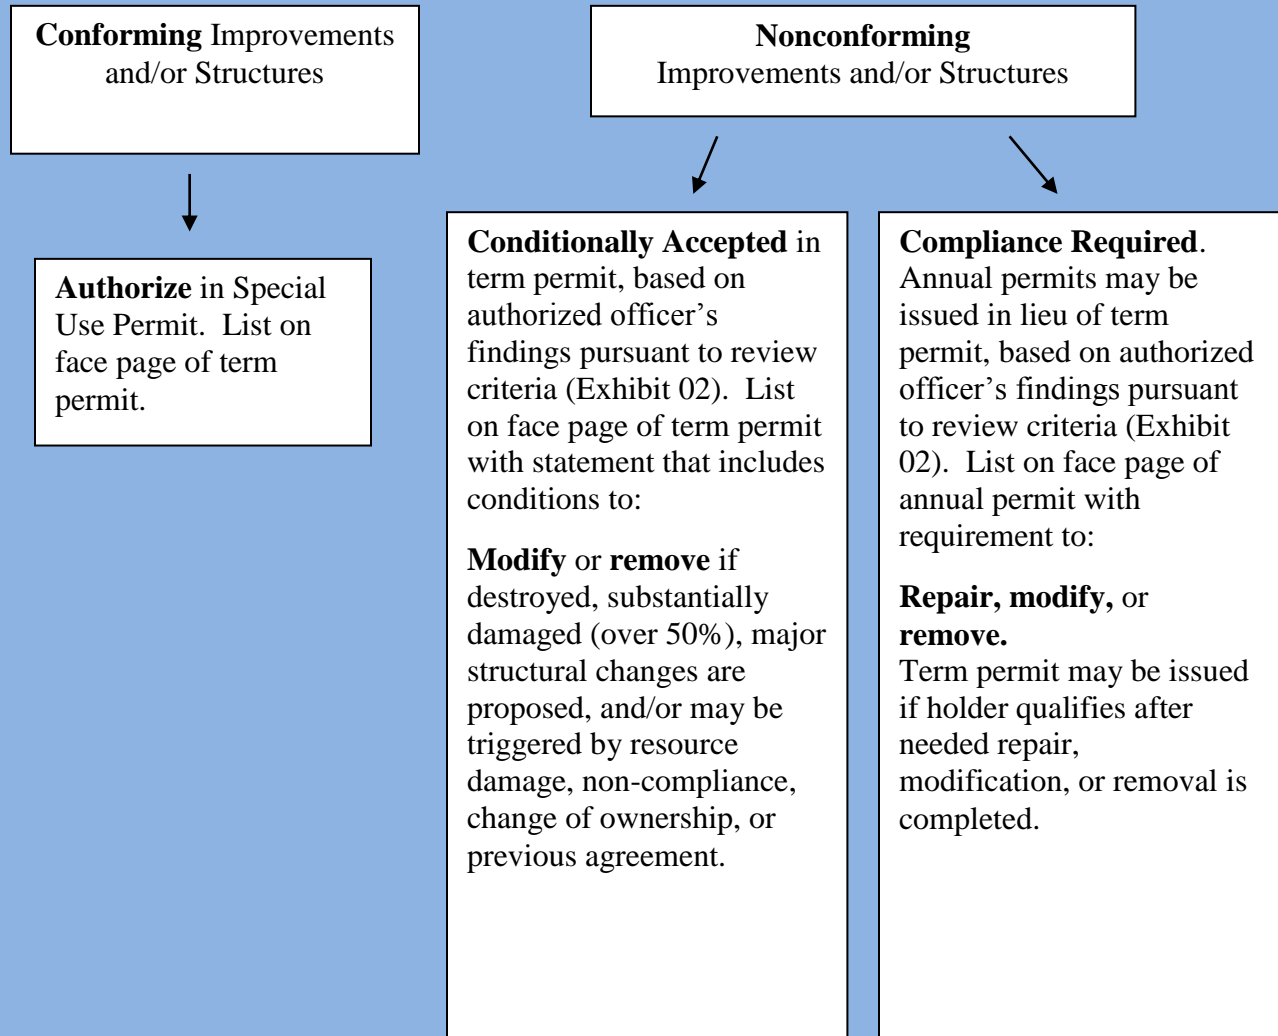 Conforming Improvements
and/or Structures
Nonconforming
Improvements and/or Structures
Authorize in Special
Use Permit.  List on
face page of term
permit.
Conditionally Accepted in
term permit, based on
authorized officer’s
findings pursuant to review
criteria (Exhibit 02).  List
on face page of term permit
with statement that includes
conditions to:
Modify or remove if
destroyed, substantially
damaged (over 50%), major
structural changes are
proposed, and/or may be
triggered by resource
damage, non-compliance,
change of ownership, or
previous agreement.
Compliance Required.
Annual permits may be
issued in lieu of term
permit, based on authorized
officer’s findings pursuant
to review criteria (Exhibit
02).  List on face page of
annual permit with
requirement to:
Repair, modify, or
remove.
Term permit may be issued
if holder qualifies after
needed repair,
modification, or removal is
completed.